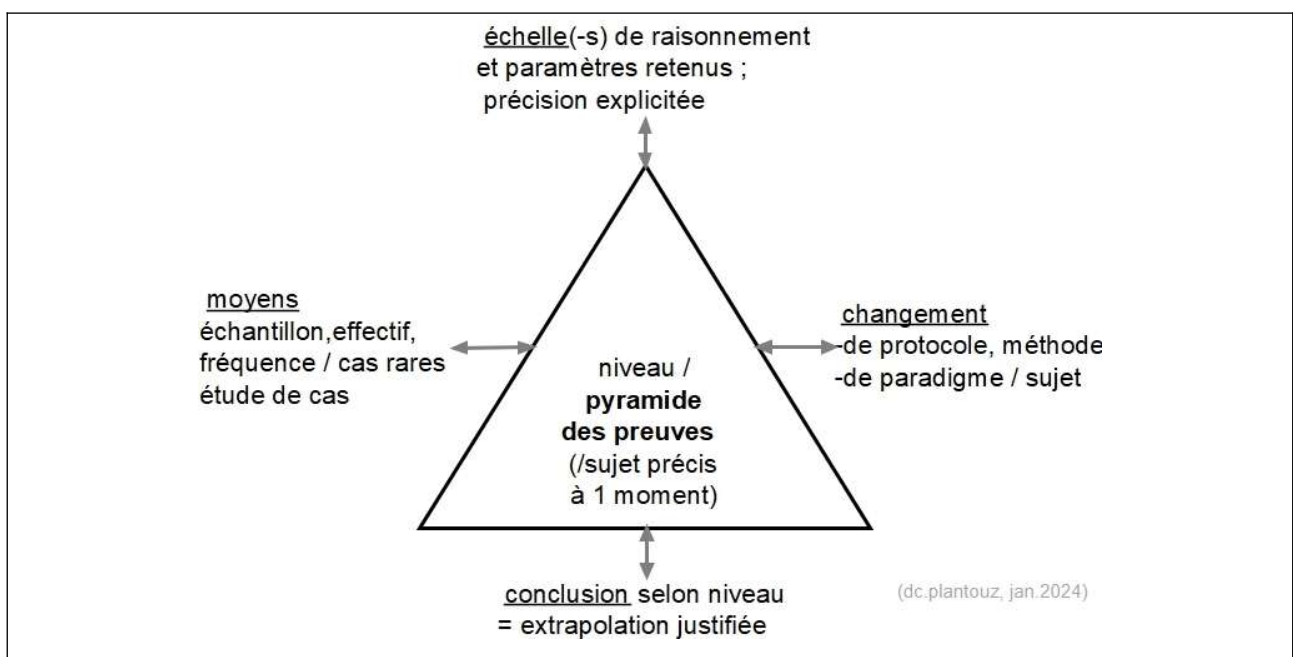 échelle(-s) de raisonnement
et paramètres retenus ;
précision explicitée
moyens
échantillon,effectif,
fréquence / cas rares
étude de cas
changement
-de protocole, méthode
-de paradigme / sujet
niveau /
pyramide
des preuves
(/sujet précis
à 1 moment)
conclusion selon niveau
= extrapolation justifiée
(dc.plantouz, jan.2024)